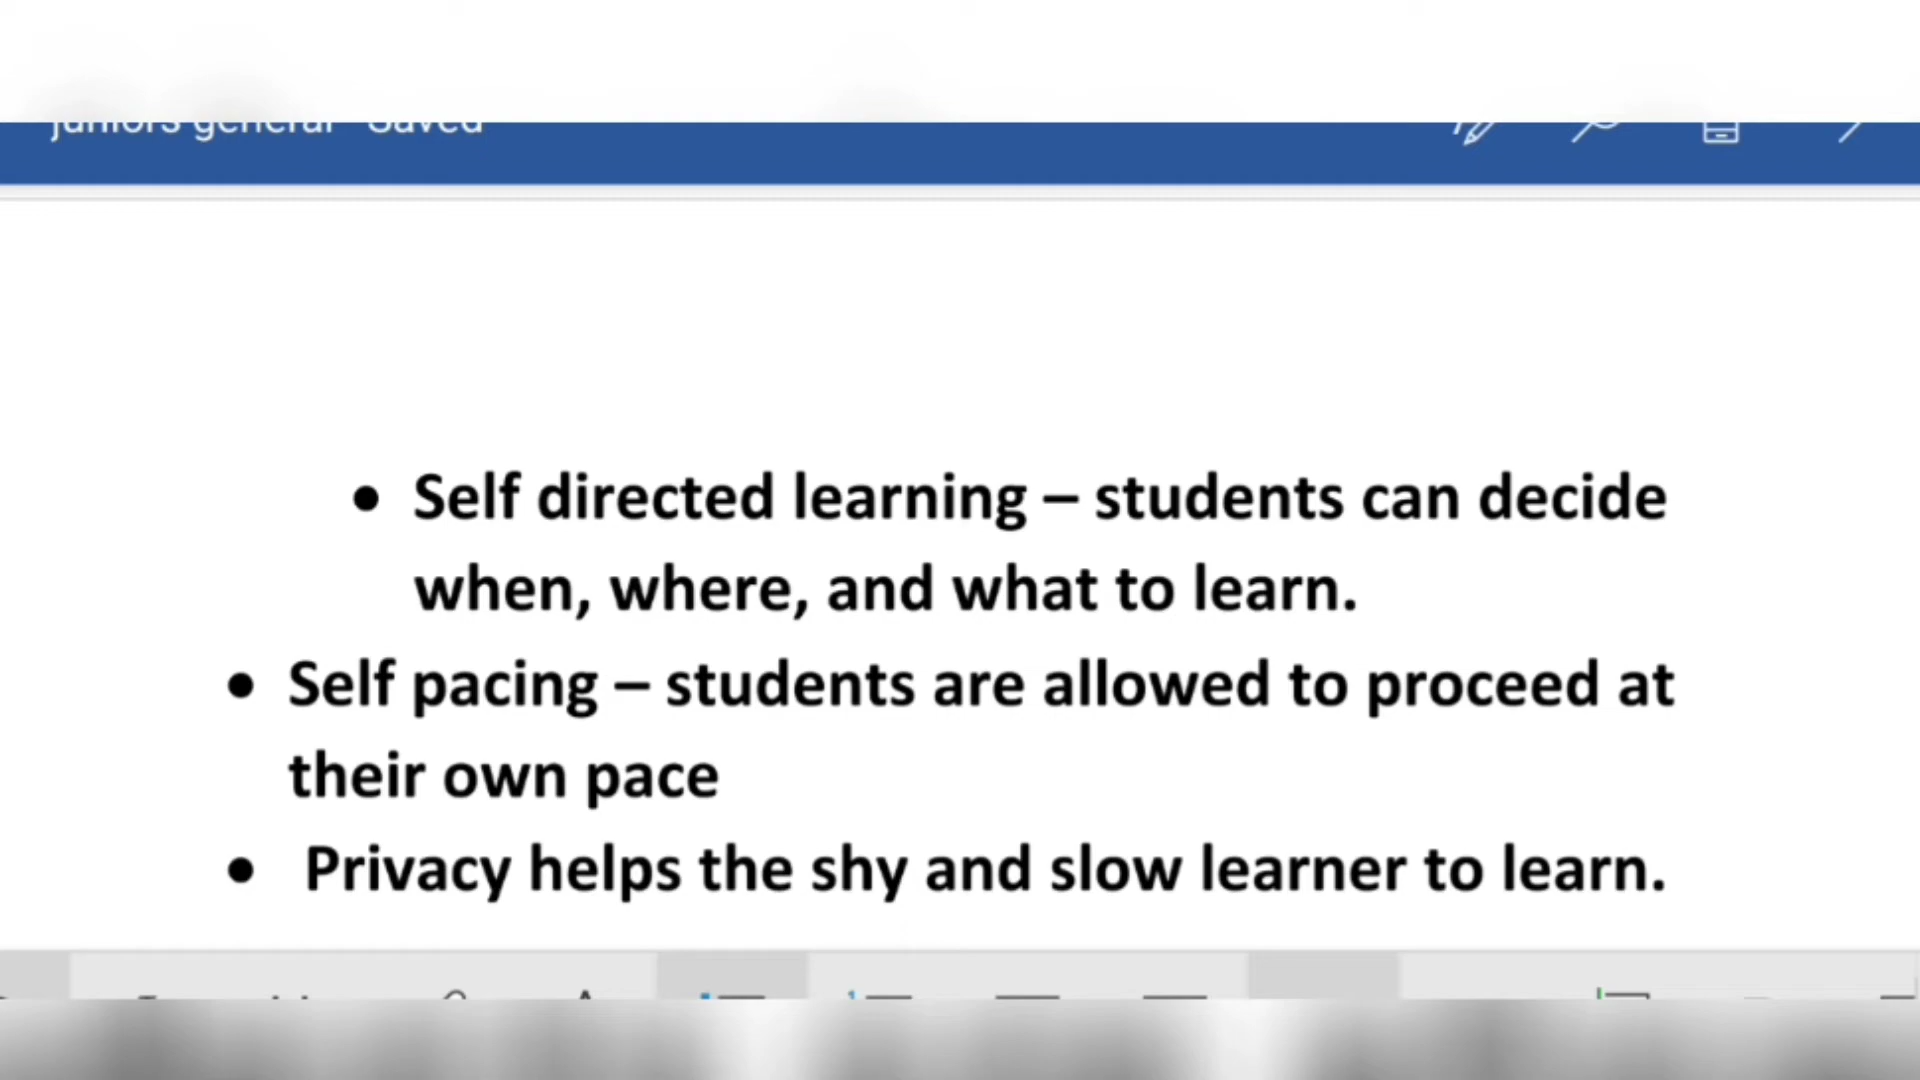 juniors general - Saved
• Self directed learning – students can decide
when, where, and what to learn.
• Self pacing – students are allowed to proceed at
their own pace
• Privacy helps the shy and slow learner to learn.